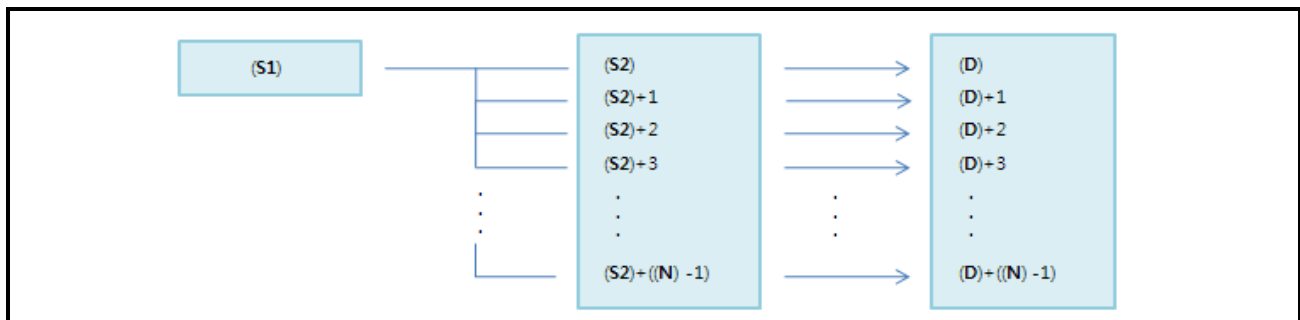 (S1)
(S2)
(S2)+1
(S2)+2
(S2)+3
.
.
.
(S2)+((N) -1)
(D)
(D)+1
(D)+2
(D)+3
.
.
.
(D)+((N) -1)